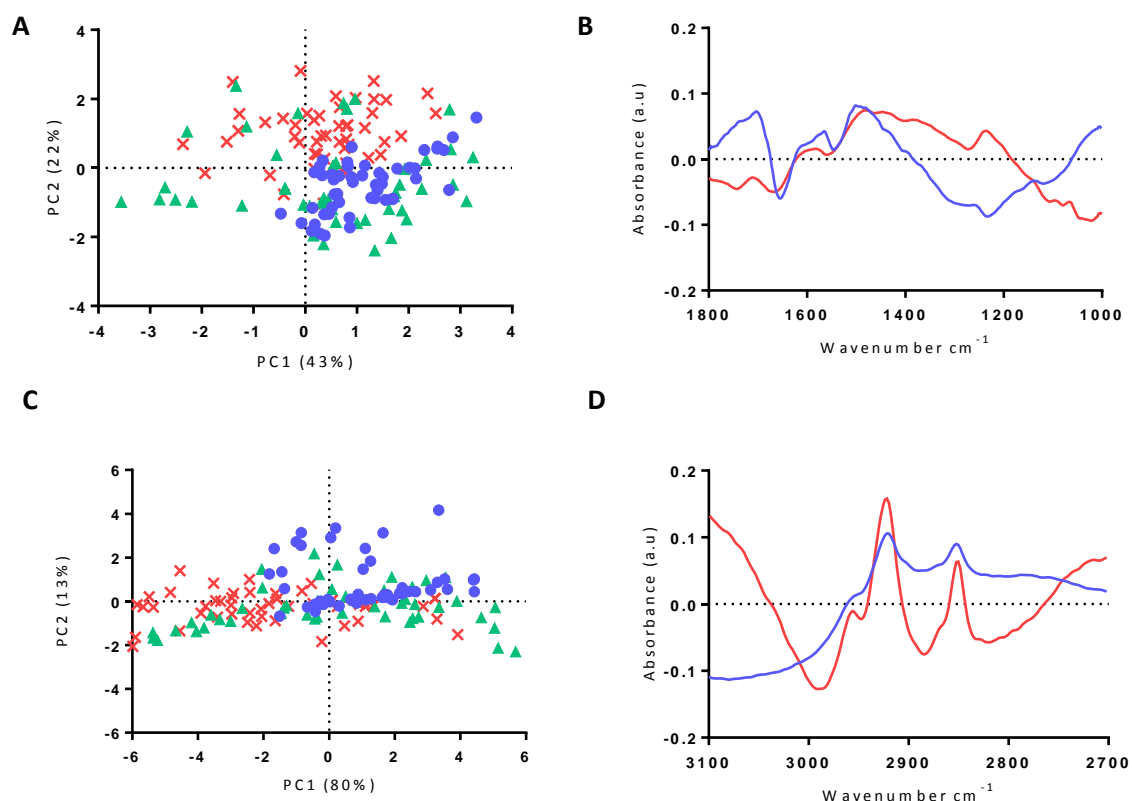 A
4
2
0
-2
-4
-4 -3 -2 -1 0 1 2 3 4
PC2 (22%)
PC1 (43%)
B
0.2
0.1
0.0
-0.1
-0.2
1800 1600 1400 1200 1000
Absorbance (a.u)
Wavenumber cm-1
C
6
4
2
0
-2
-4
-6
-6 -4 -2 0 2 4 6
PC2 (13%)
PC1 (80%)
D
0.2
0.1
0.0
-0.1
-0.2
3100 3000 2900 2800 2700
Absorbance (a.u)
Wavenumber cm-1